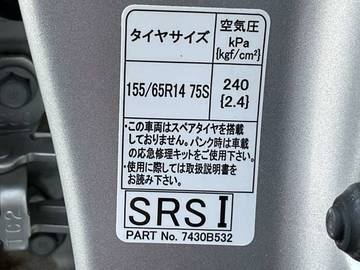 タイヤサイズ
空気圧
kPa
{kgf/cm²}
155/65R14 75S
240
{2.4}
・この車両はスペアタイヤを搭載
しておりません。パンク時は車載
の応急修理キットをご使用下さい。
・使用に際しては取扱説明書を
お読み下さい。
SRS I
PART No. 7430B532
TC2